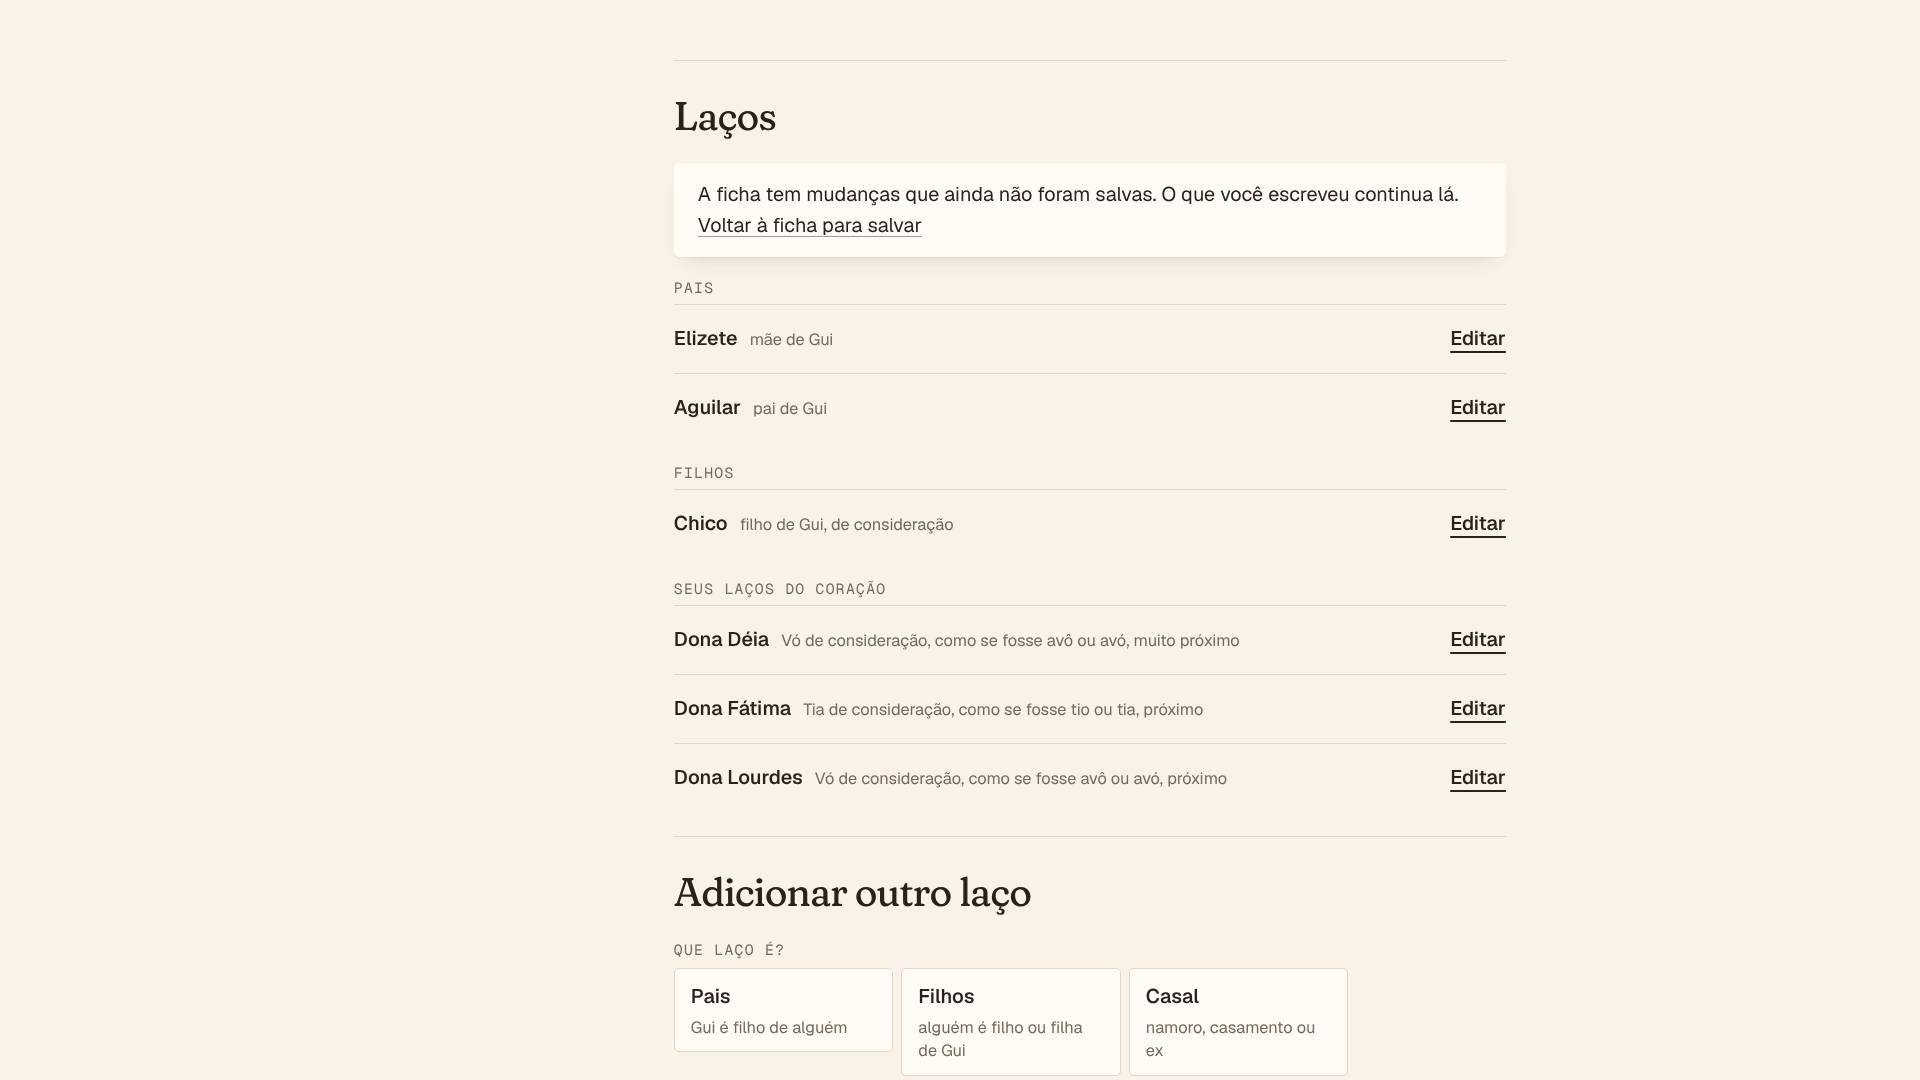 Laços
A ficha tem mudanças que ainda não foram salvas. O que você escreveu continua lá.
Voltar à ficha para salvar
PAIS
Elizete mãe de Gui Editar
Aguilar pai de Gui Editar
FILHOS
Chico filho de Gui, de consideração Editar
SEUS LAÇOS DO CORAÇÃO
Dona Déia Vó de consideração, como se fosse avô ou avó, muito próximo Editar
Dona Fátima Tia de consideração, como se fosse tio ou tia, próximo Editar
Dona Lourdes Vó de consideração, como se fosse avô ou avó, próximo Editar
Adicionar outro laço
QUE LAÇO É?
Pais
Gui é filho de alguém
Filhos
alguém é filho ou filha
de Gui
Casal
namoro, casamento ou
ex